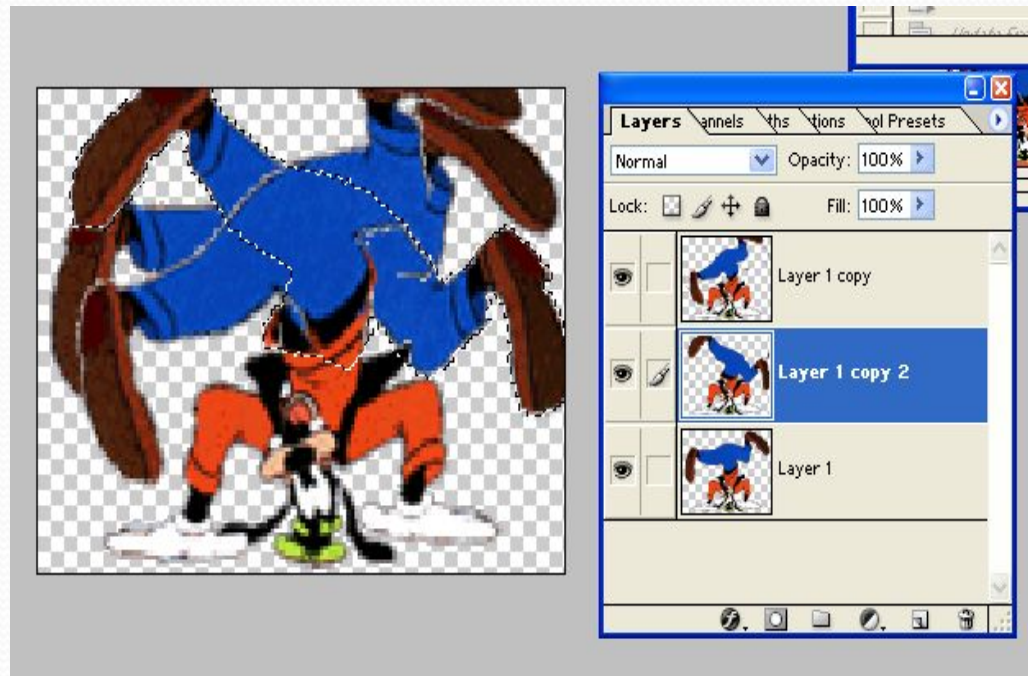 Layers annels ths tions ool Presets
Normal Opacity: 100%
Lock: Fill: 100%
Layer 1 copy
Layer 1 copy 2
Layer 1